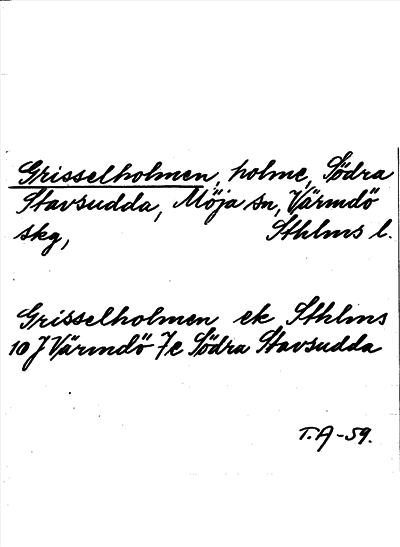 Grisselholmen, holme, Södra
Stavsudda, Möja sn, Värmdö
skg, Sthlms l.
Grisselholmen ek Sthlms
10 J Värmdö 7e Södra Stavsudda
T.A-59.